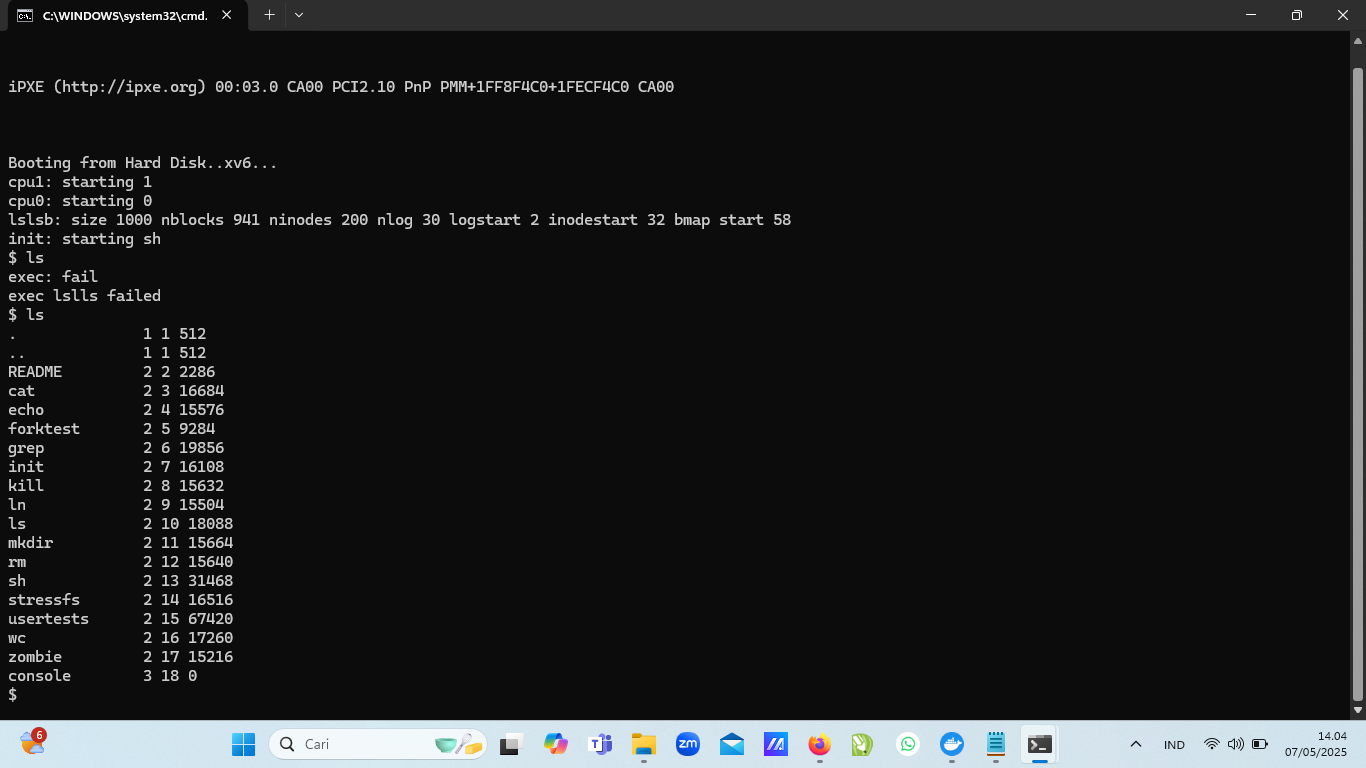 C:\WINDOWS\system32\cmd.
iPXE (http://ipxe.org) 00:03.0 CA00 PCI2.10 PnP PMM+1FF8F4C0+1FECF4C0 CA00
Booting from Hard Disk..xv6...
cpu1: starting 1
cpu0: starting 0
lslsb: size 1000 nblocks 941 ninodes 200 nlog 30 logstart 2 inodestart 32 bmap start 58
init: starting sh
$ ls
exec: fail
exec lslls failed
$ ls
.              1 1 512
..             1 1 512
README         2 2 2286
cat            2 3 16684
echo           2 4 15576
forktest       2 5 9284
grep           2 6 19856
init           2 7 16108
kill           2 8 15632
ln             2 9 15504
ls             2 10 18088
mkdir          2 11 15664
rm             2 12 15640
sh             2 13 31468
stressfs       2 14 16516
usertests      2 15 67420
wc             2 16 17260
zombie         2 17 15216
console        3 18 0
$
6
Cari
zm
IND
14.04
07/05/2025